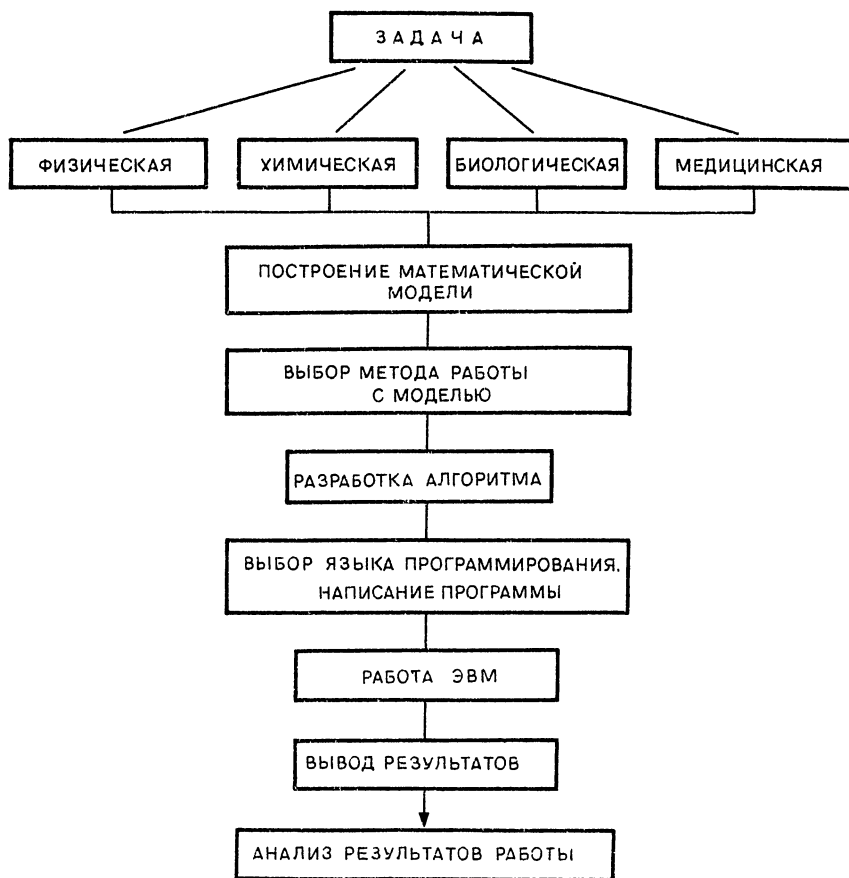 ЗАДАЧА
ФИЗИЧЕСКАЯ
ХИМИЧЕСКАЯ
БИОЛОГИЧЕСКАЯ
МЕДИЦИНСКАЯ
ПОСТРОЕНИЕ МАТЕМАТИЧЕСКОЙ
МОДЕЛИ
ВЫБОР МЕТОДА РАБОТЫ
С МОДЕЛЬЮ
РАЗРАБОТКА АЛГОРИТМА
ВЫБОР ЯЗЫКА ПРОГРАММИРОВАНИЯ.
НАПИСАНИЕ ПРОГРАММЫ
РАБОТА ЭВМ
ВЫВОД РЕЗУЛЬТАТОВ
АНАЛИЗ РЕЗУЛЬТАТОВ РАБОТЫ